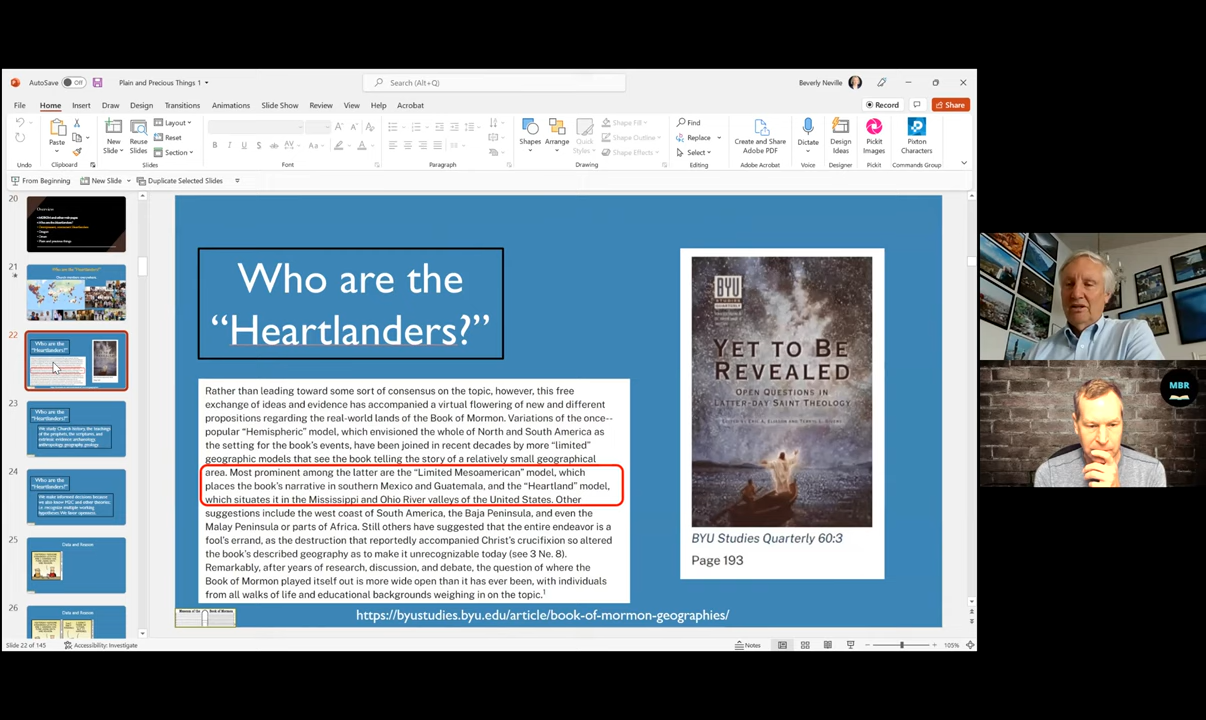 AutoSave Off Plain and Precious Things 1 Search (Alt+Q) Beverly Neville
File Home Insert Draw Design Transitions Animations Slide Show Review View Help Acrobat Record Share
Paste New Slide Reuse Slides Layout Reset Section Shapes Arrange Quick Styles Shape Fill Shape Outline Shape Effects Find Replace Select Create and Share Adobe PDF Dictate Design Ideas Pickit Images Pixton Characters
Undo Clipboard Slides Font Paragraph Drawing Editing Adobe Acrobat Voice Designer Pickit Commands Group
From Beginning New Slide Duplicate Selected Slides
20
21
22
23
24
25
26
Who are the
“Heartlanders?”
Rather than leading toward some sort of consensus on the topic, however, this free
exchange of ideas and evidence has accompanied a virtual flowering of new and different
propositions regarding the real-world lands of the Book of Mormon. Variations of the once-
popular “Hemispheric” model, which envisioned the whole of North and South America as
the setting for the book’s events, have been joined in recent decades by more “limited”
geographic models that see the book telling the story of a relatively small geographical
area. Most prominent among the latter are the “Limited Mesoamerican” model, which
places the book’s narrative in southern Mexico and Guatemala, and the “Heartland” model,
which situates it in the Mississippi and Ohio River valleys of the United States. Other
suggestions include the west coast of South America, the Baja Peninsula, and even the
Malay Peninsula or parts of Africa. Still others have suggested that the entire endeavor is a
fool’s errand, as the destruction that reportedly accompanied Christ’s crucifixion so altered
the book’s described geography as to make it unrecognizable today (see 3 Ne. 8).
Remarkably, after years of research, discussion, and debate, the question of where the
Book of Mormon played itself out is more wide open than it has ever been, with individuals
from all walks of life and educational backgrounds weighing in on the topic.1
BYU
STUDIES
YET TO BE
REVEALED
OPEN QUESTIONS IN
LATTER-DAY SAINT THEOLOGY
BYU Studies Quarterly 60:3
Page 193
https://byustudies.byu.edu/article/book-of-mormon-geographies/
MBR
Slide 22 of 145 Accessibility: Investigate Notes 105%